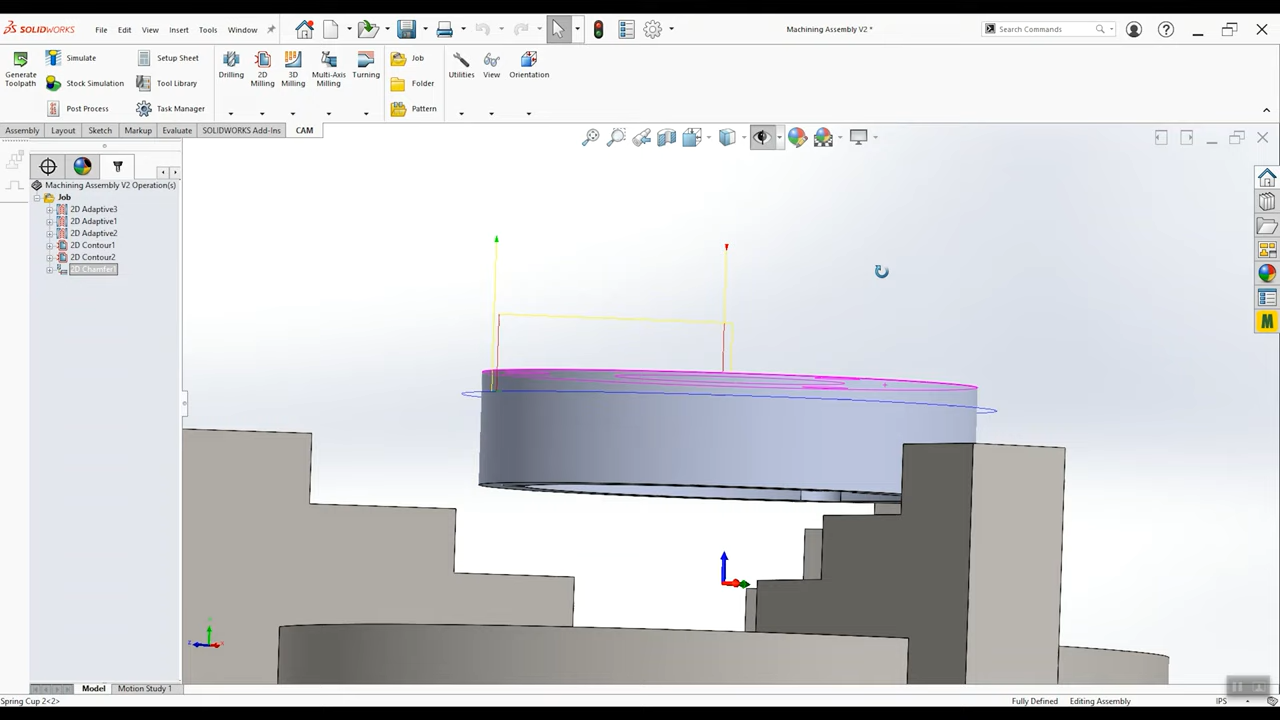 SOLIDWORKS File Edit View Insert Tools Window Machining Assembly V2 * Search Commands
Generate Toolpath Simulate Setup Sheet Drilling 2D Milling 3D Milling Multi-Axis Milling Turning Job Utilities View Orientation
Stock Simulation Tool Library Folder
Post Process Task Manager Pattern
Assembly Layout Sketch Markup Evaluate SOLIDWORKS Add-Ins CAM
Machining Assembly V2 Operation(s)
Job
2D Adaptive3
2D Adaptive1
2D Adaptive2
2D Contour1
2D Contour2
2D Chamfer1
M
Model Motion Study 1
Spring Cup 2<2> Fully Defined Editing Assembly IPS